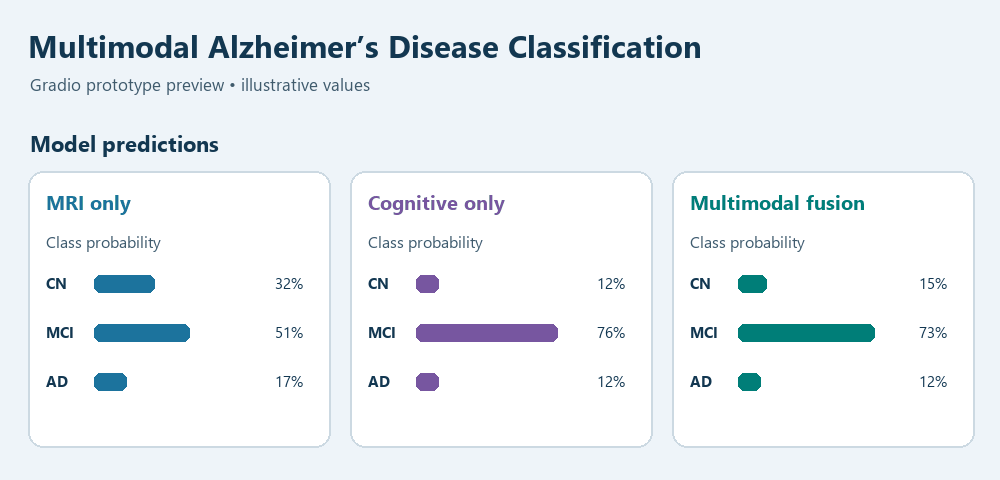 Multimodal Alzheimer’s Disease Classification
Gradio prototype preview • illustrative values
Model predictions
MRI only
Class probability
CN 32%
MCI 51%
AD 17%
Cognitive only
Class probability
CN 12%
MCI 76%
AD 12%
Multimodal fusion
Class probability
CN 15%
MCI 73%
AD 12%